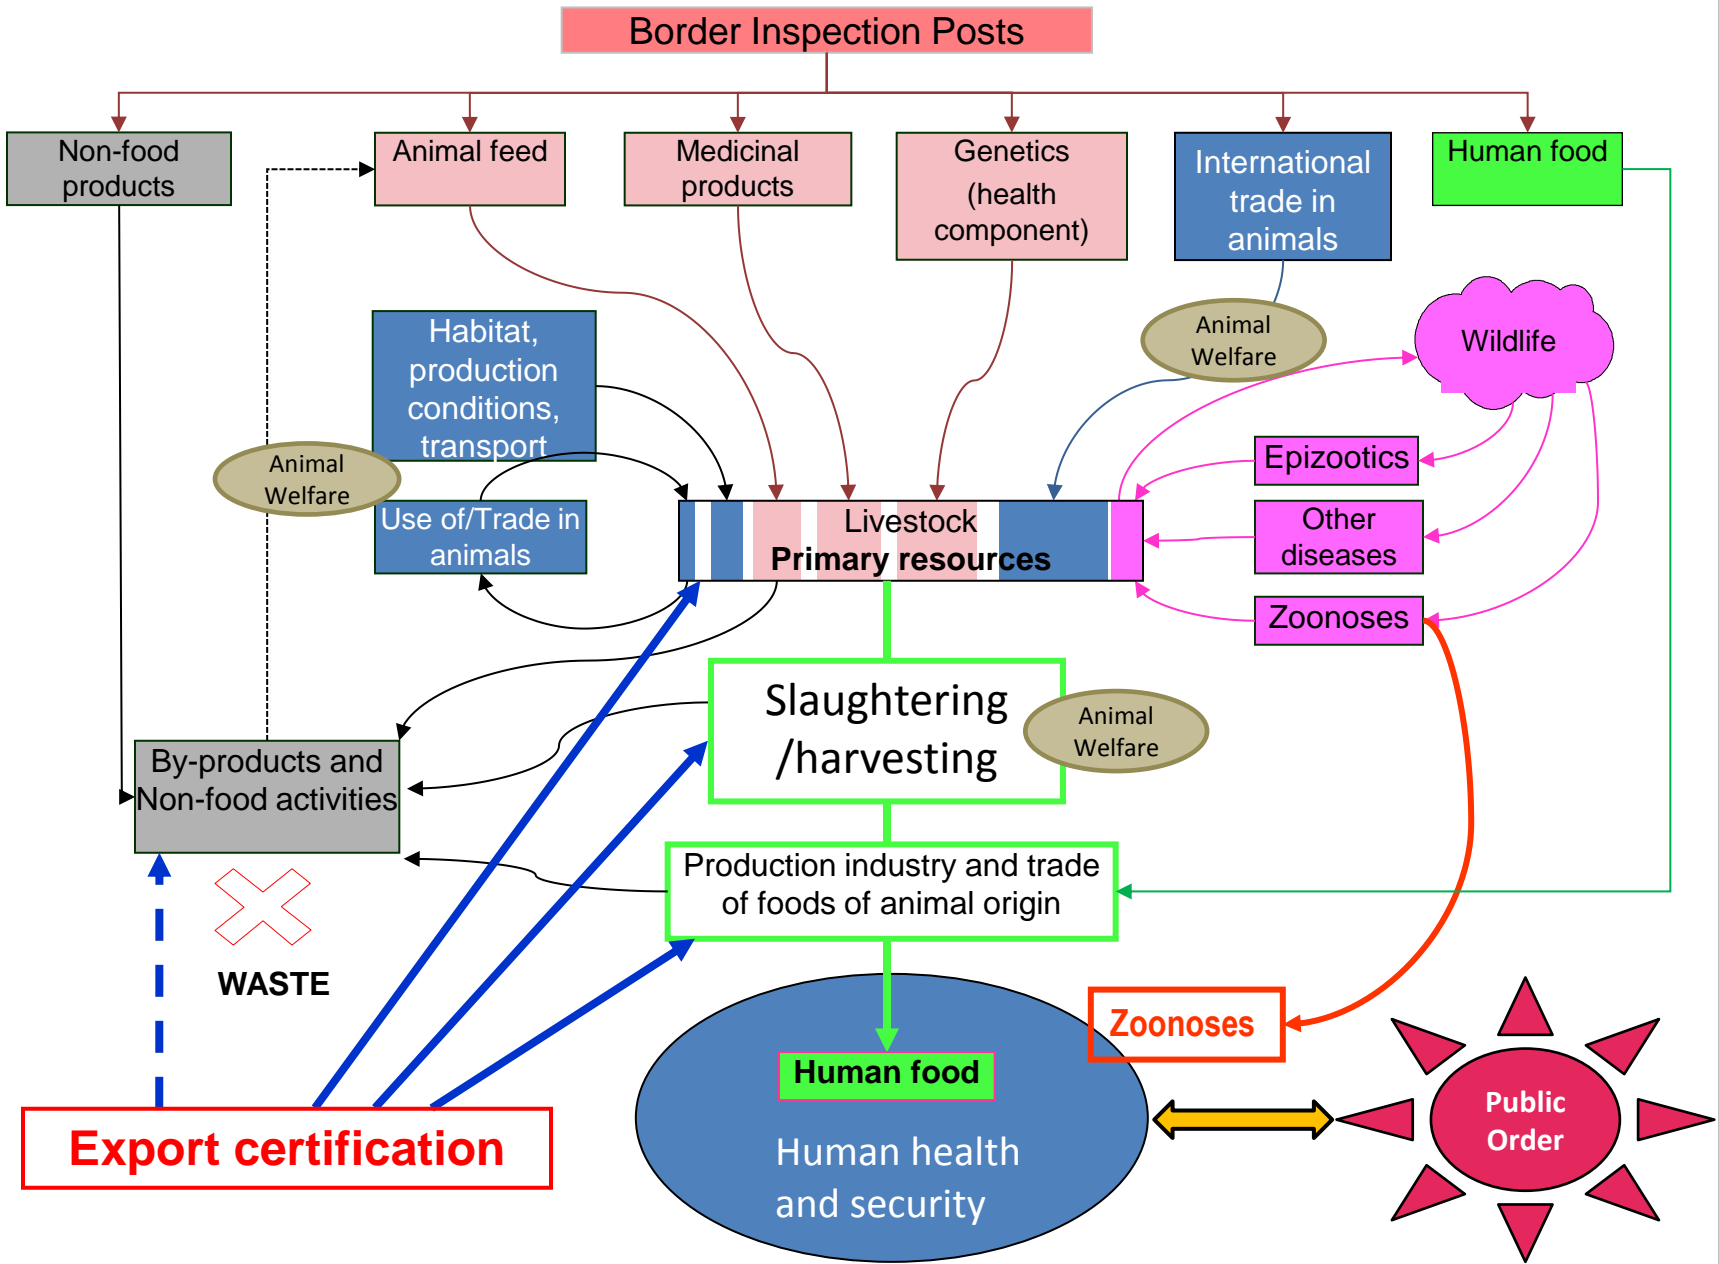 Border Inspection Posts
Non-food
products
Animal feed
Medicinal
products
Genetics
(health
component)
International
trade in
animals
Human food
Habitat,
production
conditions,
transport
Animal
Welfare
Wildlife
Animal
Welfare
Use of/Trade in
animals
Livestock
Primary resources
Epizootics
Other
diseases
Zoonoses
Slaughtering
/harvesting
Animal
Welfare
By-products and
Non-food activities
Production industry and trade
of foods of animal origin
WASTE
Zoonoses
Human food
Human health
and security
Public
Order
Export certification